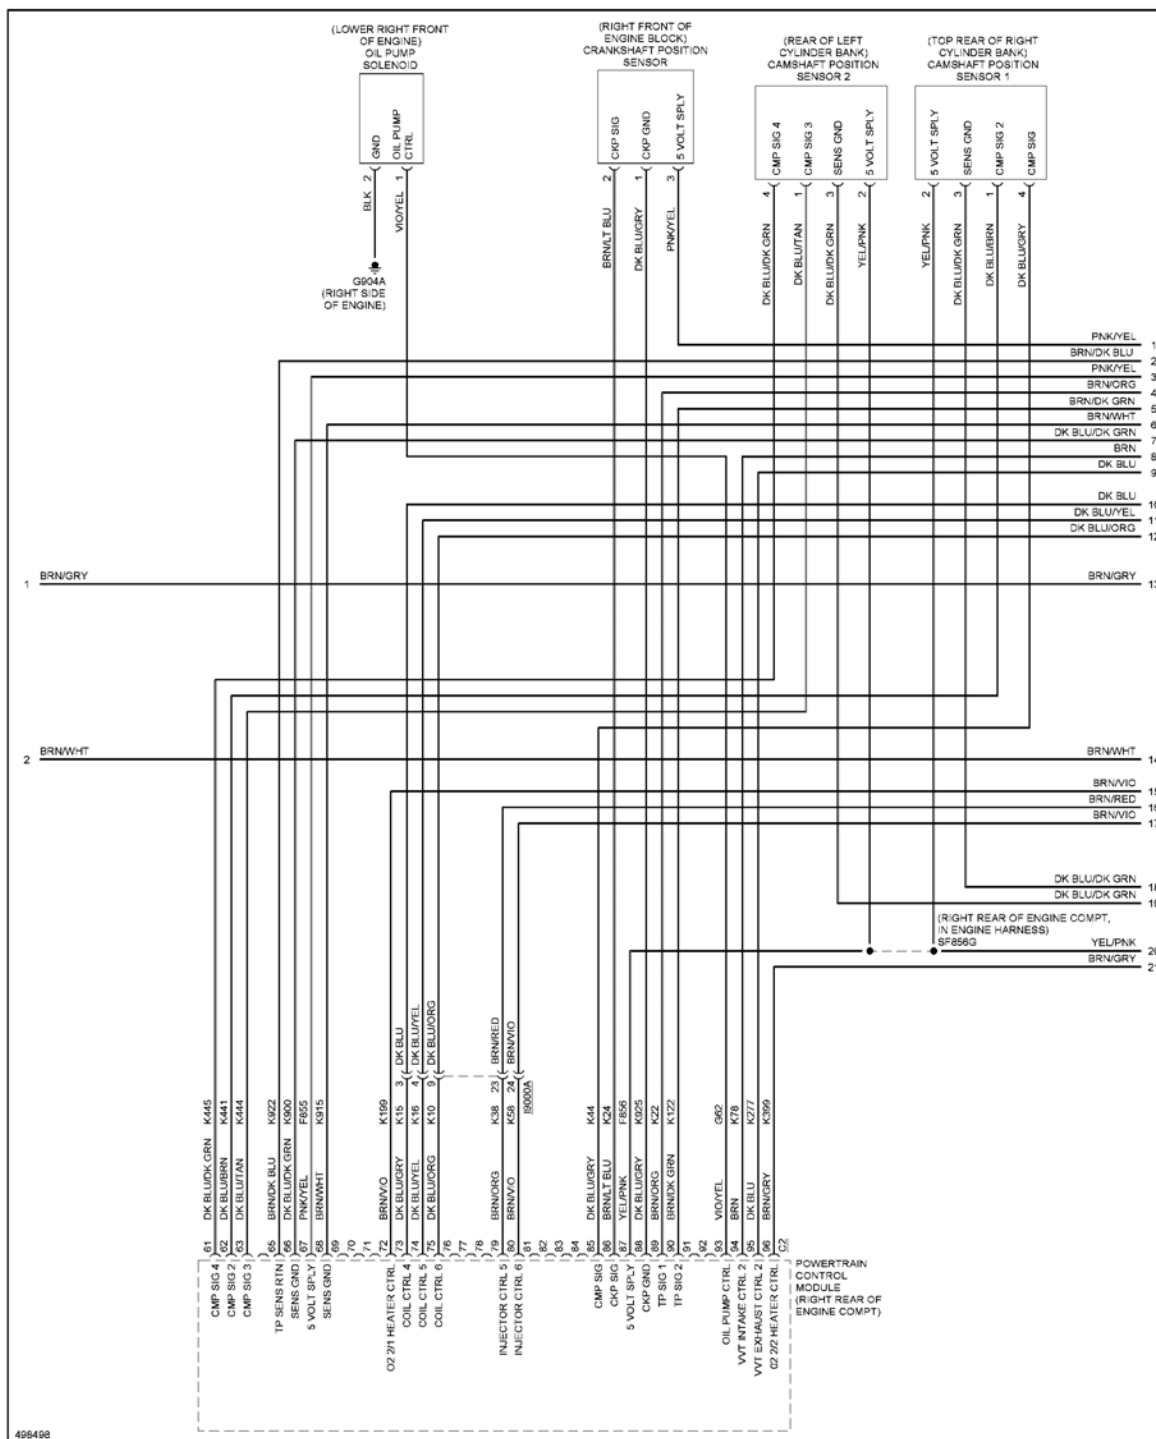 (LOWER RIGHT FRONT
OF ENGINE)
OIL PUMP
SOLENOID
(RIGHT FRONT OF
ENGINE BLOCK)
CRANKSHAFT POSITION
SENSOR
(REAR OF LEFT
CYLINDER BANK)
CAMSHAFT POSITION
SENSOR 2
(TOP REAR OF RIGHT
CYLINDER BANK)
CAMSHAFT POSITION
SENSOR 1
GND
OIL PUMP
CTRL
CKP SIG
CKP GND
5 VOLT SPLY
CMP SIG 4
CMP SIG 3
SENS GND
5 VOLT SPLY
5 VOLT SPLY
SENS GND
CMP SIG 2
CMP SIG
2
1
2
1
3
4
1
3
2
2
3
1
4
BLK
VIO/YEL
BRN/LT BLU
DK BLU/GRY
PNK/YEL
DK BLU/DK GRN
DK BLU/TAN
DK BLU/DK GRN
YEL/PNK
YEL/PNK
DK BLU/DK GRN
DK BLU/BRN
DK BLU/GRY
G904A
(RIGHT SIDE
OF ENGINE)
PNK/YEL 1
BRN/DK BLU 2
PNK/YEL 3
BRN/ORG 4
BRN/DK GRN 5
BRN/WHT 6
DK BLU/DK GRN 7
BRN 8
DK BLU 9
DK BLU 10
DK BLU/YEL 11
DK BLU/ORG 12
1 BRN/GRY BRN/GRY 13
2 BRN/WHT BRN/WHT 14
BRN/VIO 15
BRN/RED 16
BRN/VIO 17
DK BLU/DK GRN 18
DK BLU/DK GRN 19
(RIGHT REAR OF ENGINE COMPT,
IN ENGINE HARNESS)
SF856G
YEL/PNK 20
BRN/GRY 21
DK BLU
DK BLU/YEL
DK BLU/ORG
BRN/RED
BRN/VIO
3
4
9
23
24
I9000A
K445
K441
K444
K922
K900
F855
K915
K199
K15
K16
K10
K38
K58
K44
K24
F856
K925
K22
K122
G62
K78
K277
K399
DK BLU/DK GRN
DK BLU/BRN
DK BLU/TAN
BRN/DK BLU
DK BLU/DK GRN
PNK/YEL
BRN/WHT
BRN/VIO
DK BLU/GRY
DK BLU/YEL
DK BLU/ORG
BRN/ORG
BRN/VIO
DK BLU/GRY
BRN/LT BLU
YEL/PNK
DK BLU/GRY
BRN/ORG
BRN/DK GRN
VIO/YEL
BRN
DK BLU
BRN/GRY
61
62
63
65
66
67
68
69
70
71
72
73
74
75
76
77
78
79
80
81
82
83
84
85
86
87
88
89
90
91
92
93
94
95
96
C2
CMP SIG 4
CMP SIG 2
CMP SIG 3
TP SENS RTN
SENS GND
5 VOLT SPLY
SENS GND
O2 2/1 HEATER CTRL
COIL CTRL 4
COIL CTRL 5
COIL CTRL 6
INJECTOR CTRL 5
INJECTOR CTRL 6
CMP SIG
CKP SIG
5 VOLT SPLY
CKP GND
TP SIG 1
TP SIG 2
OIL PUMP CTRL
VVT INTAKE CTRL 2
VVT EXHAUST CTRL 2
02 2/2 HEATER CTRL
POWERTRAIN
CONTROL
MODULE
(RIGHT REAR OF
ENGINE COMPT)
498498